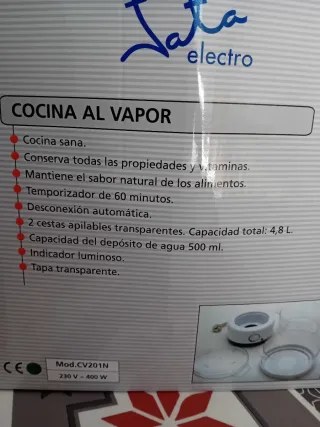 Jata
electro
COCINA AL VAPOR
Cocina sana.
Conserva todas las propiedades y vitaminas.
Mantiene el sabor natural de los alimentos.
Temporizador de 60 minutos.
Desconexión automática.
2 cestas apilables transparentes. Capacidad total: 4,8 L.
Capacidad del depósito de agua 500 ml.
Indicador luminoso.
Tapa transparente.
CE
Mod.CV201N
230 V ~ 400 W